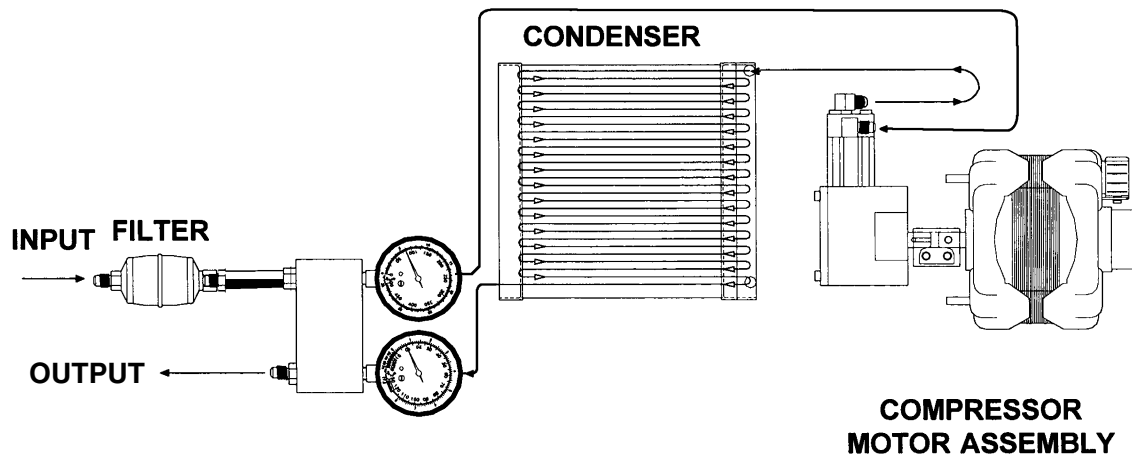 CONDENSER
INPUT FILTER
OUTPUT
COMPRESSOR
MOTOR ASSEMBLY